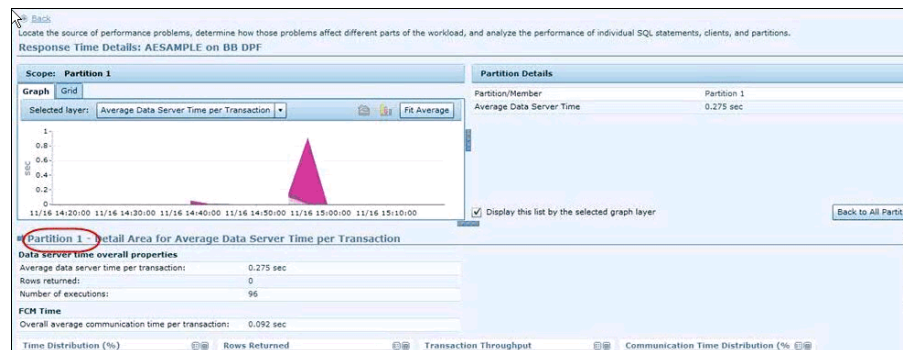 Back
Locate the source of performance problems, determine how those problems affect different parts of the workload, and analyze the performance of individual SQL statements, clients, and partitions.
Response Time Details: AESAMPLE on BB DPF
Scope: Partition 1
Graph Grid
Selected layer: Average Data Server Time per Transaction Fit Average
sec
1
0.8
0.6
0.4
0.2
0
11/16 14:20:00 11/16 14:30:00 11/16 14:40:00 11/16 14:50:00 11/16 15:00:00 11/16 15:10:00
Partition Details
Partition/Member Partition 1
Average Data Server Time 0.275 sec
Display this list by the selected graph layer Back to All Partit
Partition 1 - Detail Area for Average Data Server Time per Transaction
Data server time overall properties
Average data server time per transaction: 0.275 sec
Rows returned: 0
Number of executions: 96
FCM Time
Overall average communication time per transaction: 0.092 sec
Time Distribution (%) Rows Returned Transaction Throughput Communication Time Distribution (%